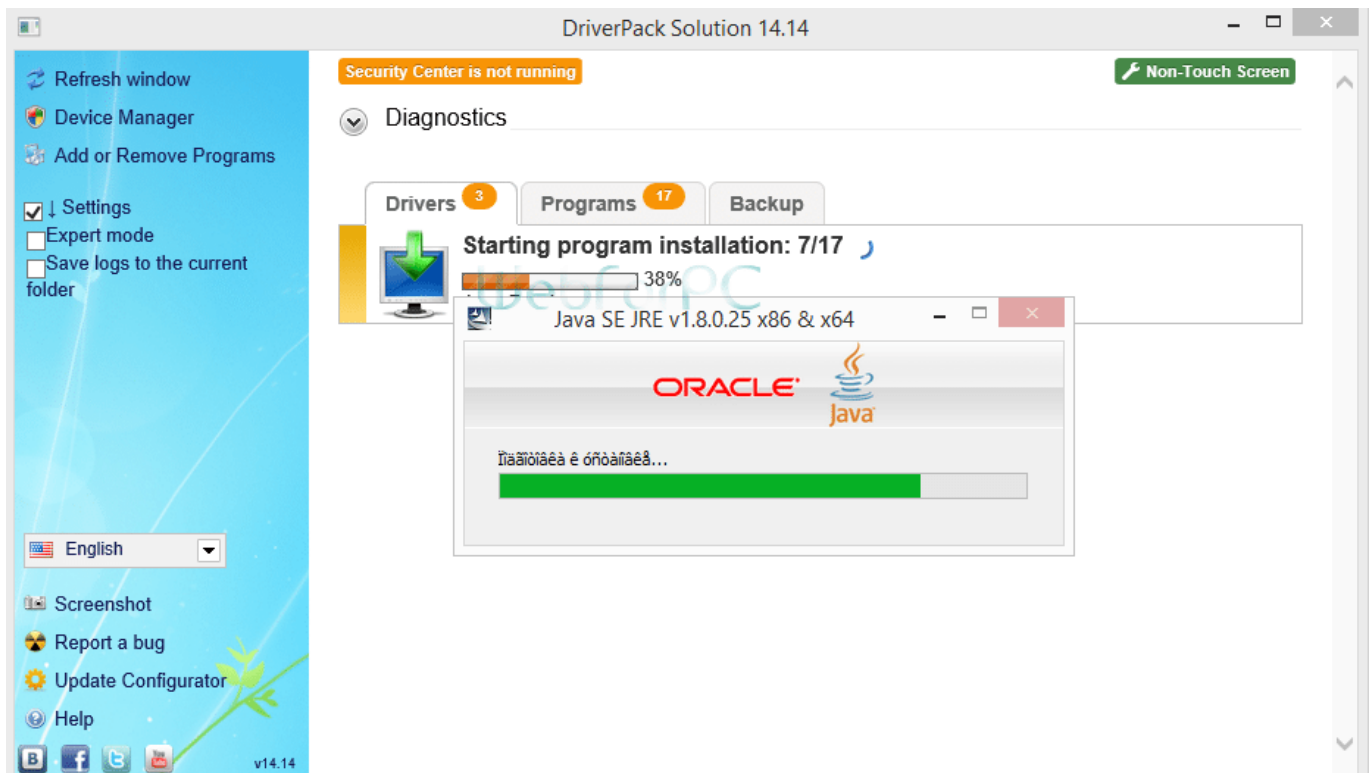 DriverPack Solution 14.14
Refresh window
Device Manager
Add or Remove Programs
↓ Settings
Expert mode
Save logs to the current
folder
English
Screenshot
Report a bug
Update Configurator
Help
v14.14
Security Center is not running
Non-Touch Screen
Diagnostics
Drivers 3
Programs 17
Backup
Starting program installation: 7/17
38%
WebForPC
Java SE JRE v1.8.0.25 x86 & x64
ORACLE
Java
Ïîäãîòîâêà ê óñòàíîâêå...